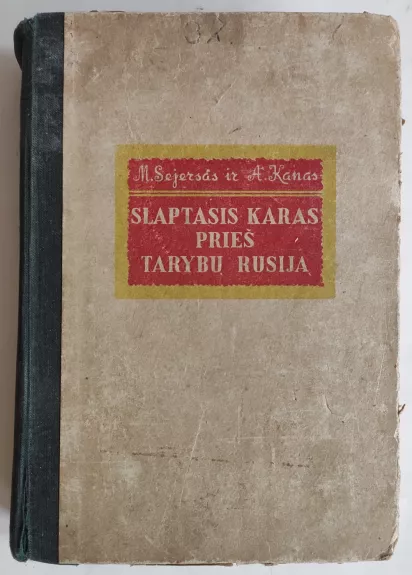 M. Sejersas ir A. Kanas
SLAPTASIS KARAS
PRIEŠ
TARYBŲ RUSIJĄ